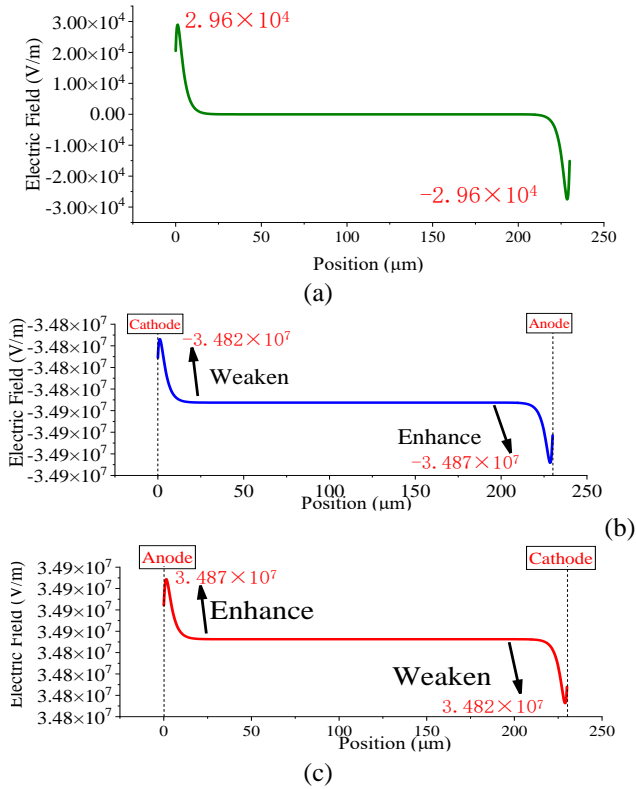 Electric Field (V/m)
3.00×10⁴
2.00×10⁴
1.00×10⁴
0.00
-1.00×10⁴
-2.00×10⁴
-3.00×10⁴
2.96×10⁴
-2.96×10⁴
0 50 100 150 200 250
Position (μm)
(a)
Electric Field (V/m)
-3.48×10⁷
-3.48×10⁷
-3.48×10⁷
-3.48×10⁷
-3.49×10⁷
-3.49×10⁷
-3.49×10⁷
-3.49×10⁷
Cathode
Anode
-3.482×10⁷
Weaken
Enhance
-3.487×10⁷
0 50 100 150 200 250
Position (μm)
(b)
Electric Field (V/m)
3.49×10⁷
3.49×10⁷
3.49×10⁷
3.49×10⁷
3.48×10⁷
3.48×10⁷
3.48×10⁷
3.48×10⁷
Anode
Cathode
3.487×10⁷
Enhance
Weaken
3.482×10⁷
0 50 100 150 200 250
Position (μm)
(c)